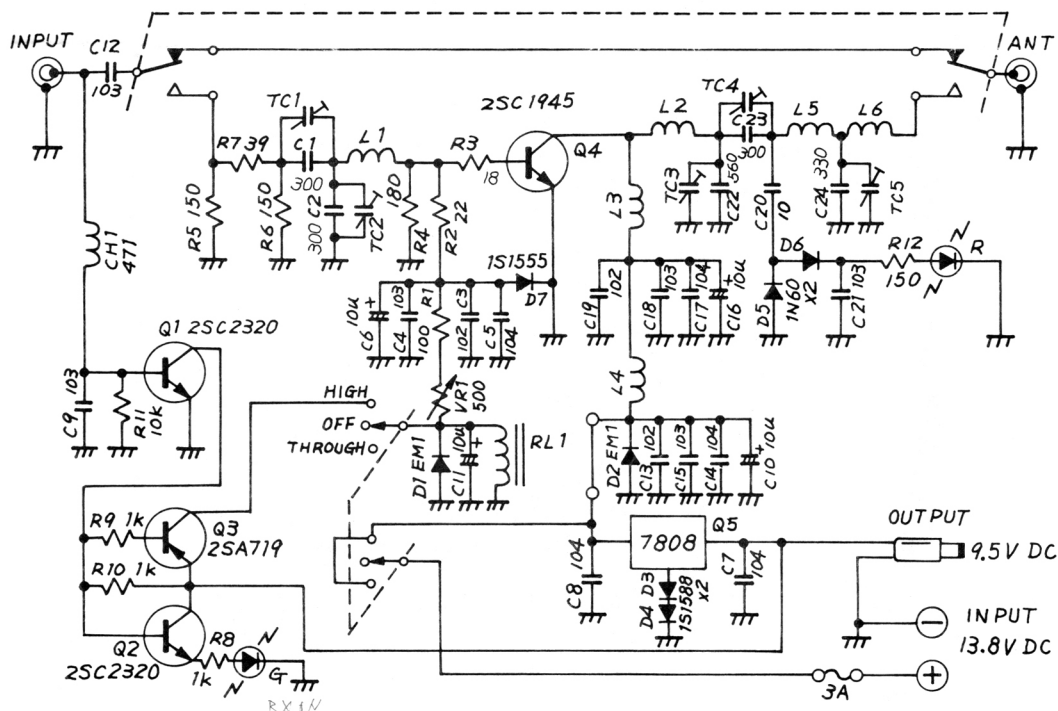 INPUT
C12
103
ANT
TC1
2SC1945
TC4
C23
300
L2
L5
L6
R7 39
C1
300
L1
R3
18
Q4
R5 150
R6 150
300 C2
TC2
180
R4
R2 22
L3
TC3
C22 560
C20
10
C24 330
TC5
CH1
471
1S1555
D7
D6
D5
1N60
x2
R12
150
R
C21 103
10u
C6
103
C4
R1
100
C3
102
C5
104
C19 102
C18 103
C17 104
C16 10u
Q1 2SC2320
103
C9
R11
10k
HIGH
OFF
THROUGH
VR1
500
D1 EM1
10u
C11
RL1
L4
D2 EM1
C13 102
C15 103
C14 104
C10 10u
R9 1k
Q3
2SA719
R10 1k
Q2
2SC2320
R8
1k
G
RX IN
104
C8
7808
Q5
D3
D4
1S1588
x2
C7
104
OUTPUT
9.5V DC
INPUT
13.8V DC
3A